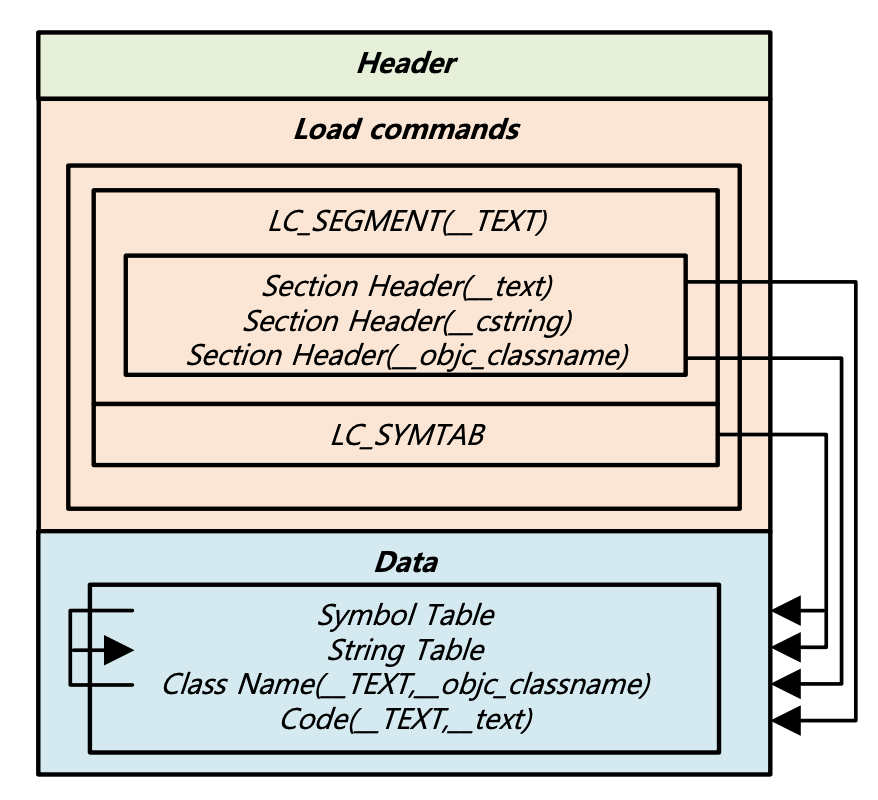 Header
Load commands
LC_SEGMENT(__TEXT)
Section Header(__text)
Section Header(__cstring)
Section Header(__objc_classname)
LC_SYMTAB
Data
Symbol Table
String Table
Class Name(__TEXT,__objc_classname)
Code(__TEXT,__text)